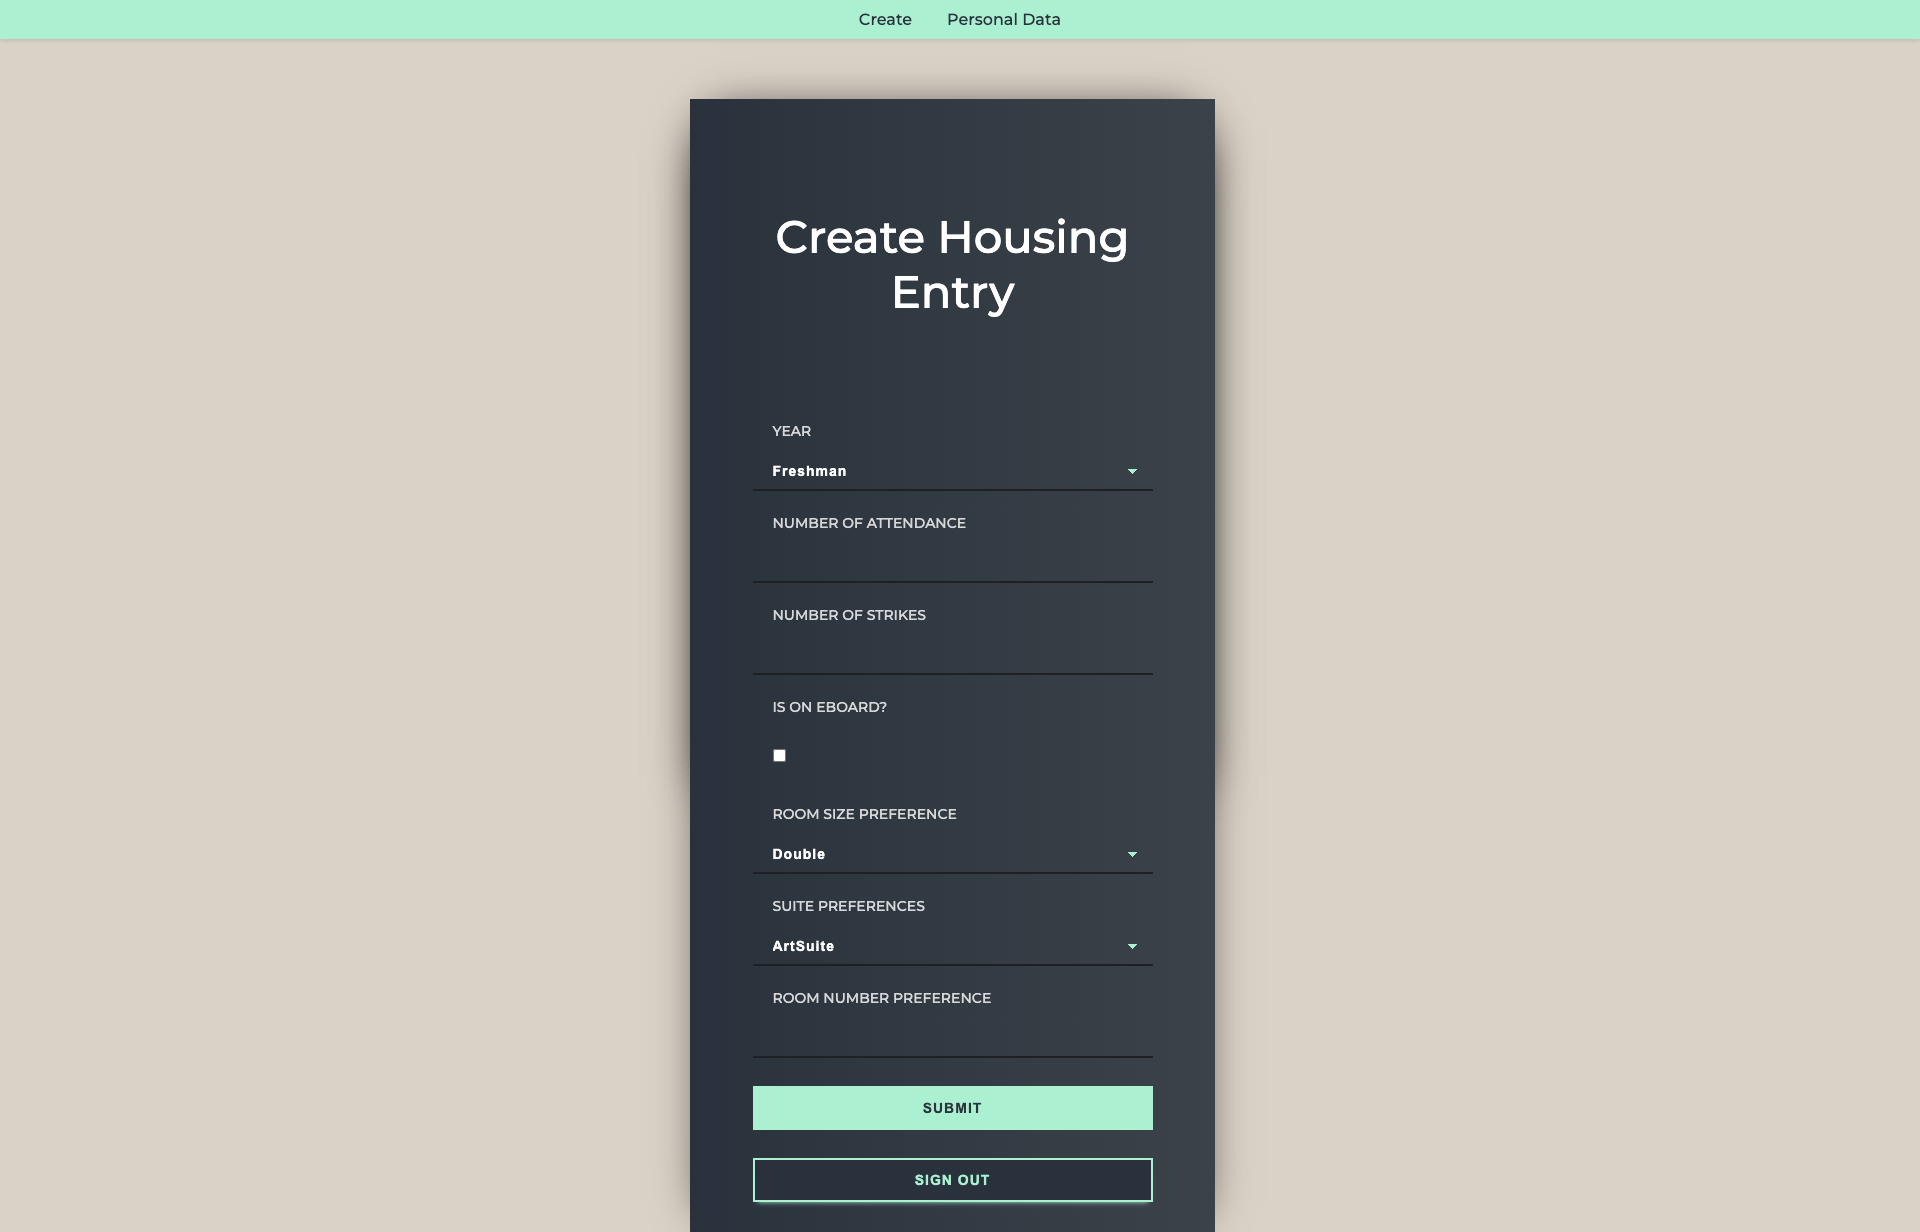 Create Personal Data
Create Housing
Entry
YEAR
Freshman
NUMBER OF ATTENDANCE
NUMBER OF STRIKES
IS ON EBOARD?
ROOM SIZE PREFERENCE
Double
SUITE PREFERENCES
ArtSuite
ROOM NUMBER PREFERENCE
SUBMIT
SIGN OUT